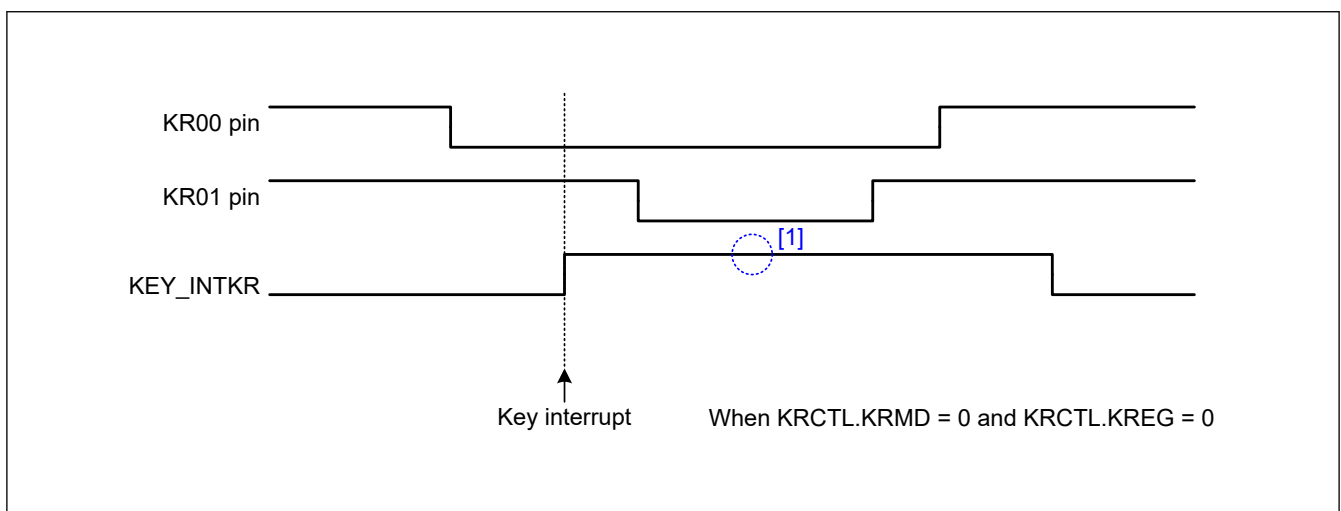 KR00 pin
KR01 pin
[1]
KEY_INTKR
Key interrupt
When KRCTL.KRMD = 0 and KRCTL.KREG = 0